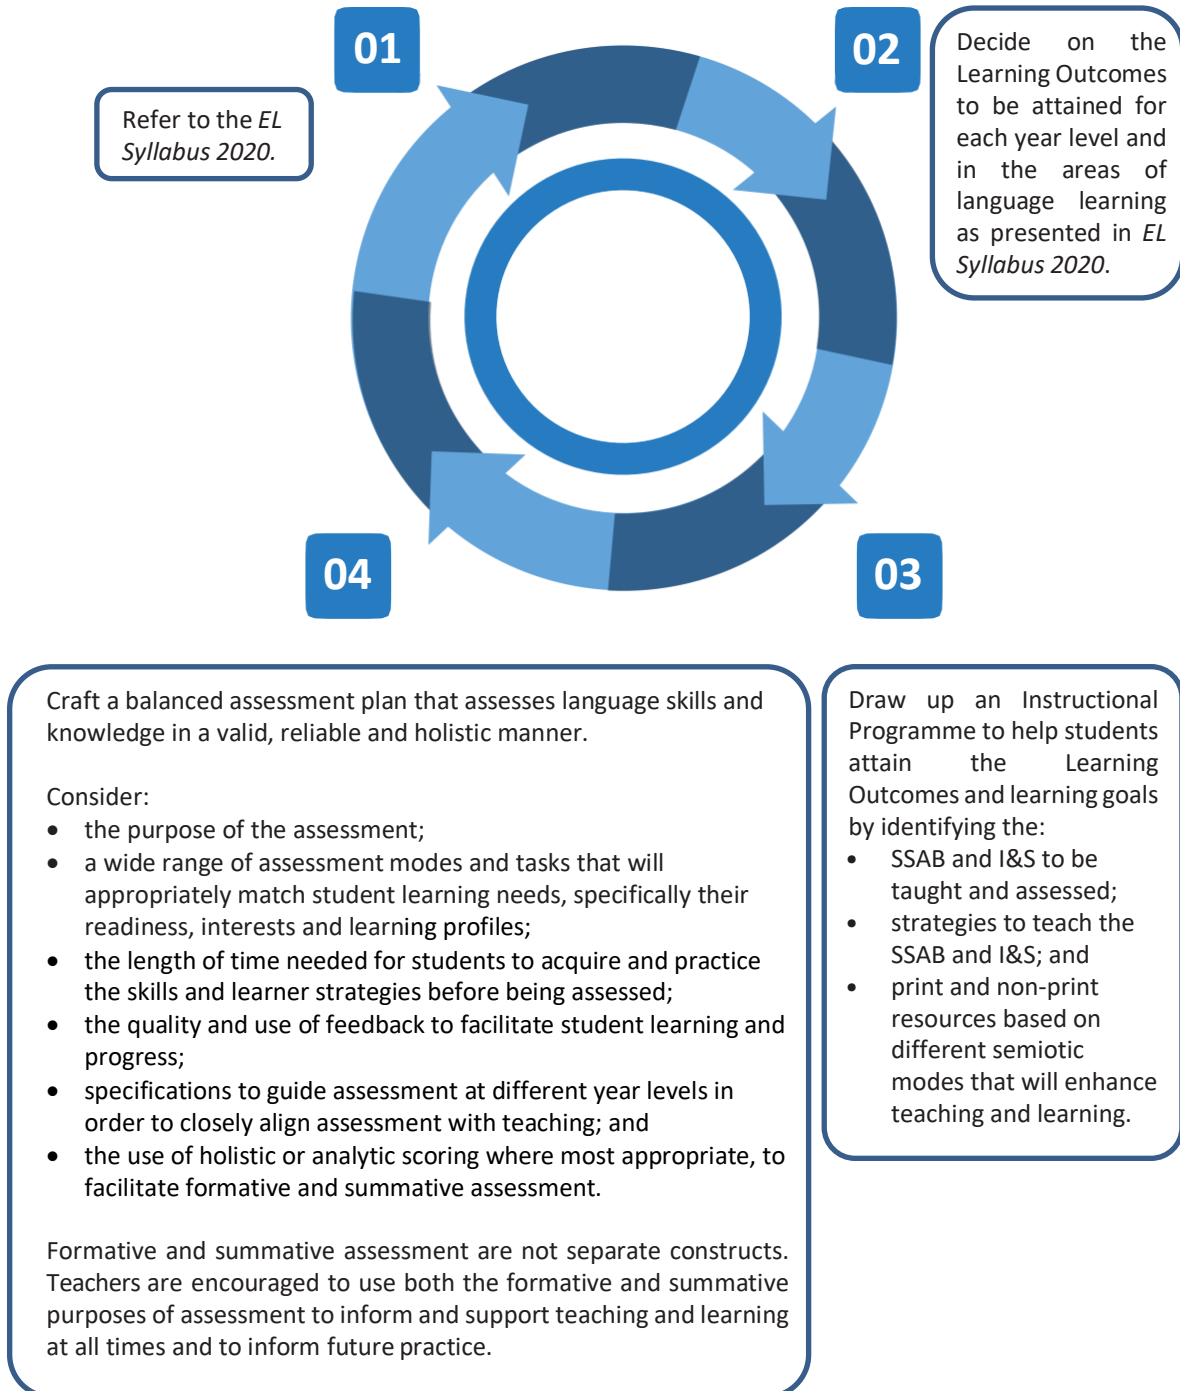 01
Refer to the EL
Syllabus 2020.
02
Decide on the
Learning Outcomes
to be attained for
each year level and
in the areas of
language learning
as presented in EL
Syllabus 2020.
03
Draw up an Instructional
Programme to help students
attain the Learning
Outcomes and learning goals
by identifying the:
• SSAB and I&S to be
taught and assessed;
• strategies to teach the
SSAB and I&S; and
• print and non-print
resources based on
different semiotic
modes that will enhance
teaching and learning.
04
Craft a balanced assessment plan that assesses language skills and
knowledge in a valid, reliable and holistic manner.
Consider:
• the purpose of the assessment;
• a wide range of assessment modes and tasks that will
appropriately match student learning needs, specifically their
readiness, interests and learning profiles;
• the length of time needed for students to acquire and practice
the skills and learner strategies before being assessed;
• the quality and use of feedback to facilitate student learning and
progress;
• specifications to guide assessment at different year levels in
order to closely align assessment with teaching; and
• the use of holistic or analytic scoring where most appropriate, to
facilitate formative and summative assessment.
Formative and summative assessment are not separate constructs.
Teachers are encouraged to use both the formative and summative
purposes of assessment to inform and support teaching and learning
at all times and to inform future practice.